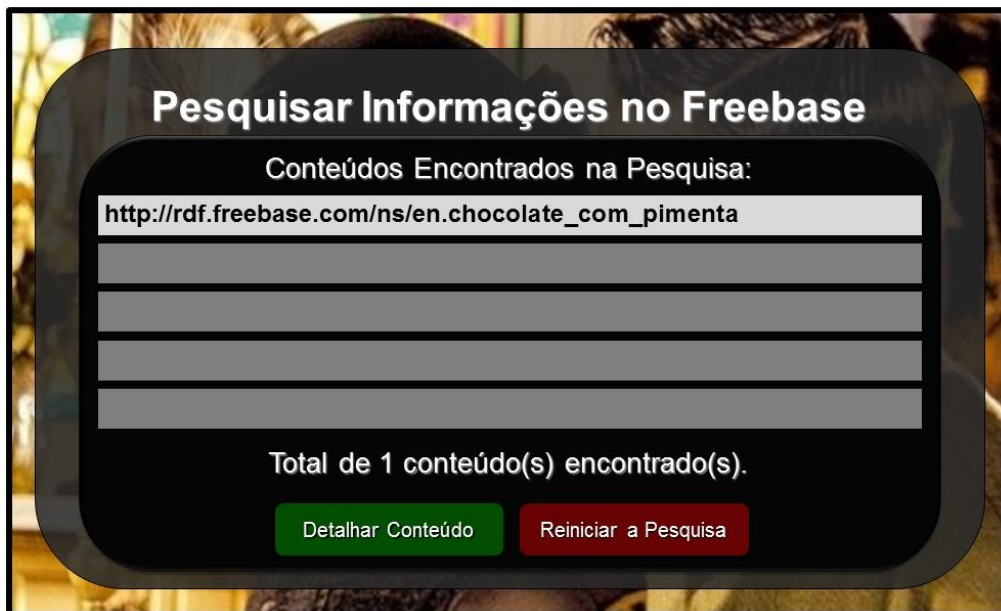 Pesquisar Informações no Freebase
Conteúdos Encontrados na Pesquisa:
http://rdf.freebase.com/ns/en.chocolate_com_pimenta
Total de 1 conteúdo(s) encontrado(s).
Detalhar Conteúdo
Reiniciar a Pesquisa